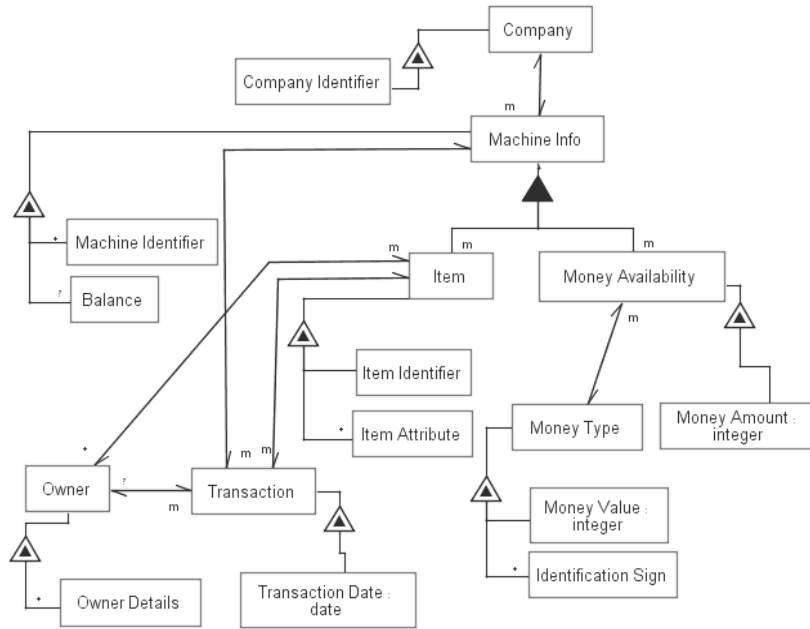 Company
Company Identifier
m
Machine Info
m
m
m
Machine Identifier
+
Item
Money Availability
Balance
?
m
Item Identifier
Money Type
Money Amount :
integer
Item Attribute
+
+
m
m
Owner
?
Transaction
m
Money Value :
integer
Identification Sign
+
Owner Details
+
Transaction Date :
date